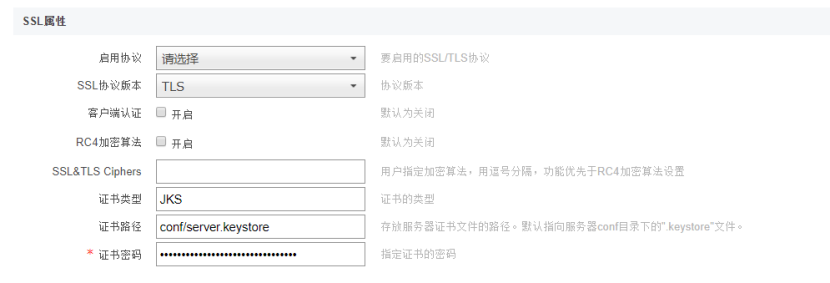 SSL属性
启用协议 请选择 要启用的SSL/TLS协议
SSL协议版本 TLS 协议版本
客户端认证 开启 默认为关闭
RC4加密算法 开启 默认为关闭
SSL&TLS Ciphers 用户指定加密算法，用逗号分隔，功能优先于RC4加密算法设置
证书类型 JKS 证书的类型
证书路径 conf/server.keystore 存放服务器证书文件的路径。默认指向服务器conf目录下的".keystore"文件。
* 证书密码 •••••••••••••••••••••••••••••••• 指定证书的密码